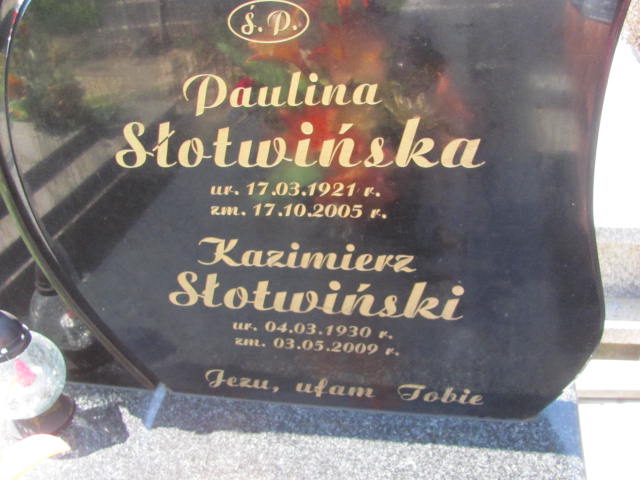 Ś. P.
Paulina
Słotwińska
ur. 17.03.1921 r.
zm. 17.10.2005 r.
Kazimierz
Słotwiński
ur. 04.03.1930 r.
zm. 03.05.2009 r.
Jezu, ufam Tobie